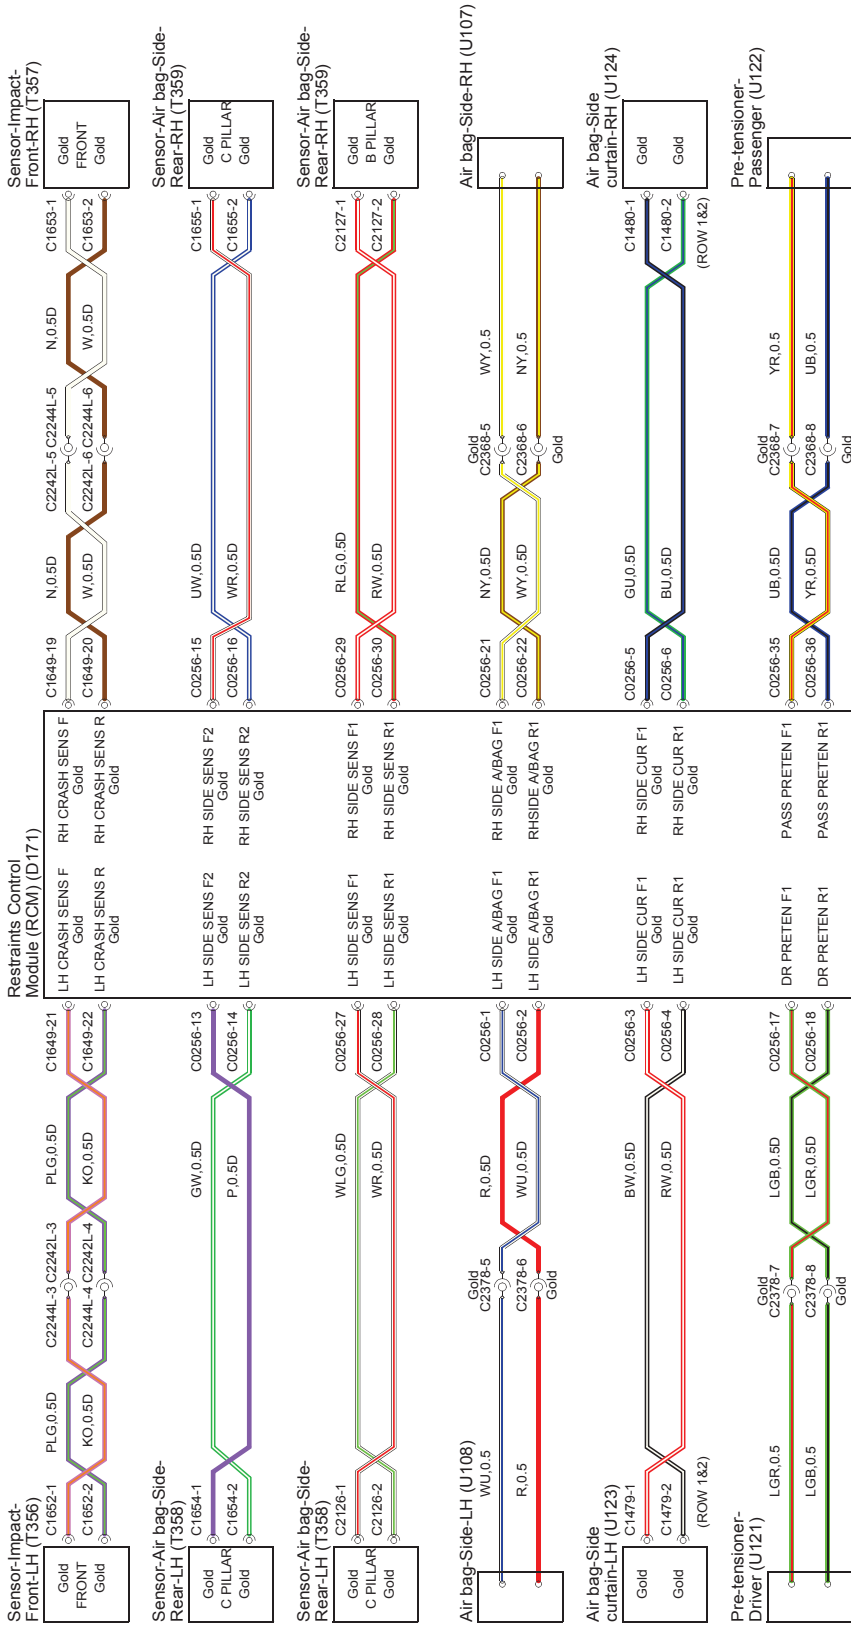 Sensor-Impact-
Front-LH (T356)
Gold
FRONT
Gold
C1652-1
C1652-2
PLG,0.5D
KO,0.5D
C2244L-3 C2242L-3
C2244L-4 C2242L-4
PLG,0.5D
KO,0.5D
C1649-21
C1649-22
Restraints Control
Module (RCM) (D171)
LH CRASH SENS F
Gold
LH CRASH SENS R
Gold
RH CRASH SENS F
Gold
RH CRASH SENS R
Gold
C1649-19
C1649-20
N,0.5D
W,0.5D
C2242L-5 C2244L-5
C2242L-6 C2244L-6
N,0.5D
W,0.5D
C1653-1
C1653-2
Sensor-Impact-
Front-RH (T357)
Gold
FRONT
Gold
Sensor-Air bag-Side-
Rear-LH (T358)
Gold
C PILLAR
Gold
C1654-1
C1654-2
GW,0.5D
P,0.5D
C0256-13
C0256-14
LH SIDE SENS F2
Gold
LH SIDE SENS R2
Gold
RH SIDE SENS F2
Gold
RH SIDE SENS R2
Gold
C0256-15
C0256-16
UW,0.5D
WR,0.5D
C1655-1
C1655-2
Sensor-Air bag-Side-
Rear-RH (T359)
Gold
C PILLAR
Gold
Sensor-Air bag-Side-
Rear-LH (T358)
Gold
C PILLAR
Gold
C2126-1
C2126-2
WLG,0.5D
WR,0.5D
C0256-27
C0256-28
LH SIDE SENS F1
Gold
LH SIDE SENS R1
Gold
RH SIDE SENS F1
Gold
RH SIDE SENS R1
Gold
C0256-29
C0256-30
RLG,0.5D
RW,0.5D
C2127-1
C2127-2
Sensor-Air bag-Side-
Rear-RH (T359)
Gold
B PILLAR
Gold
Air bag-Side-LH (U108)
WU,0.5
R,0.5
Gold
C2378-5
C2378-6
Gold
R,0.5D
WU,0.5D
C0256-1
C0256-2
LH SIDE A/BAG F1
Gold
LH SIDE A/BAG R1
Gold
RH SIDE A/BAG F1
Gold
RHSIDE A/BAG R1
Gold
C0256-21
C0256-22
NY,0.5D
WY,0.5D
Gold
C2368-5
C2368-6
Gold
WY,0.5
NY,0.5
Air bag-Side-RH (U107)
Air bag-Side
curtain-LH (U123)
Gold
Gold
C1479-1
C1479-2
(ROW 1&2)
BW,0.5D
RW,0.5D
C0256-3
C0256-4
LH SIDE CUR F1
Gold
LH SIDE CUR R1
Gold
RH SIDE CUR F1
Gold
RH SIDE CUR R1
Gold
C0256-5
C0256-6
GU,0.5D
BU,0.5D
C1480-1
C1480-2
(ROW 1&2)
Air bag-Side
curtain-RH (U124)
Gold
Gold
Pre-tensioner-
Driver (U121)
LGR,0.5
LGB,0.5
Gold
C2378-7
C2378-8
Gold
LGB,0.5D
LGR,0.5D
C0256-17
C0256-18
DR PRETEN F1
DR PRETEN R1
PASS PRETEN F1
PASS PRETEN R1
C0256-35
C0256-36
UB,0.5D
YR,0.5D
Gold
C2368-7
C2368-8
Gold
YR,0.5
UB,0.5
Pre-tensioner-
Passenger (U122)